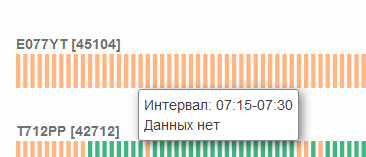 E077YT [45104]
Интервал: 07:15-07:30
Данных нет
T712PP [42712]